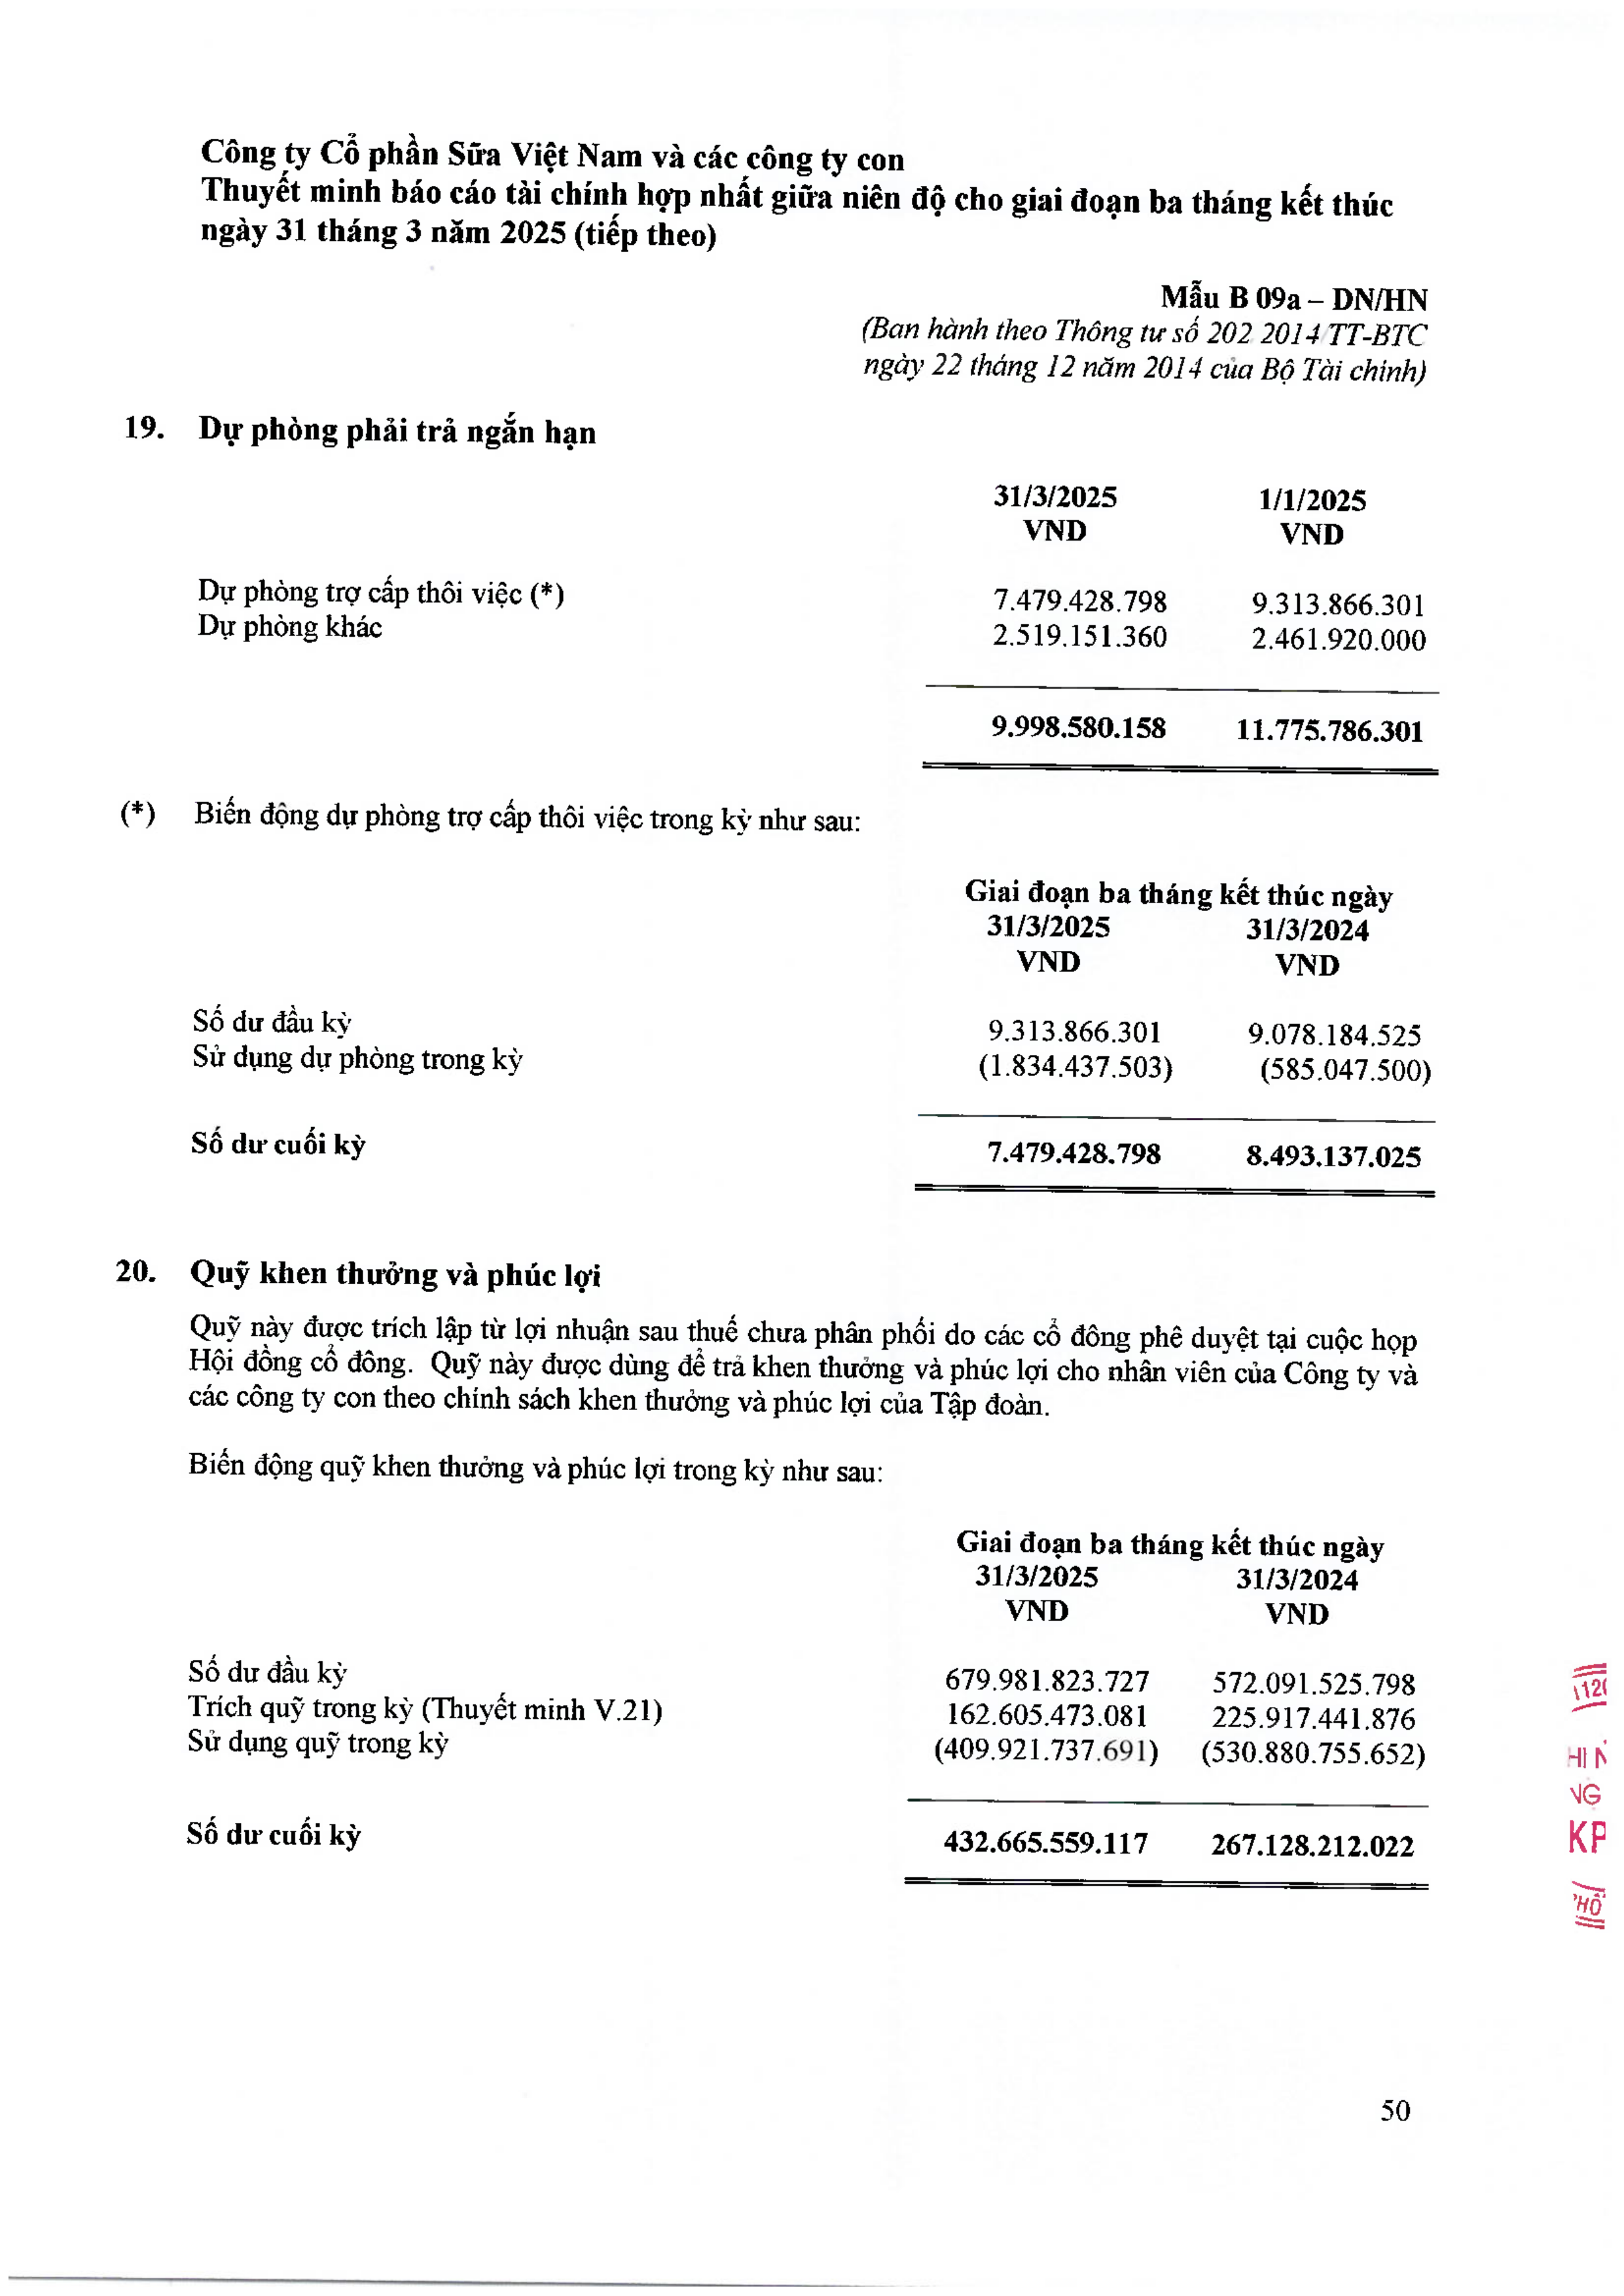 Công ty Cổ phần Sữa Việt Nam và các công ty con
Thuyết minh báo cáo tài chính hợp nhất giữa niên độ cho giai đoạn ba tháng kết thúc
ngày 31 tháng 3 năm 2025 (tiếp theo)
Mẫu B 09a – DN/HN
(Ban hành theo Thông tư số 202 2014/TT-BTC
ngày 22 tháng 12 năm 2014 của Bộ Tài chính)
19. Dự phòng phải trả ngắn hạn
31/3/2025 1/1/2025
VND VND
Dự phòng trợ cấp thôi việc (*) 7.479.428.798 9.313.866.301
Dự phòng khác 2.519.151.360 2.461.920.000
9.998.580.158 11.775.786.301
(*) Biến động dự phòng trợ cấp thôi việc trong kỳ như sau:
Giai đoạn ba tháng kết thúc ngày
31/3/2025 31/3/2024
VND VND
Số dư đầu kỳ 9.313.866.301 9.078.184.525
Sử dụng dự phòng trong kỳ (1.834.437.503) (585.047.500)
Số dư cuối kỳ 7.479.428.798 8.493.137.025
20. Quỹ khen thưởng và phúc lợi
Quỹ này được trích lập từ lợi nhuận sau thuế chưa phân phối do các cổ đông phê duyệt tại cuộc họp
Hội đồng cổ đông. Quỹ này được dùng để trả khen thưởng và phúc lợi cho nhân viên của Công ty và
các công ty con theo chính sách khen thưởng và phúc lợi của Tập đoàn.
Biến động quỹ khen thưởng và phúc lợi trong kỳ như sau:
Giai đoạn ba tháng kết thúc ngày
31/3/2025 31/3/2024
VND VND
Số dư đầu kỳ 679.981.823.727 572.091.525.798
Trích quỹ trong kỳ (Thuyết minh V.21) 162.605.473.081 225.917.441.876
Sử dụng quỹ trong kỳ (409.921.737.691) (530.880.755.652)
Số dư cuối kỳ 432.665.559.117 267.128.212.022
NG
KP
50